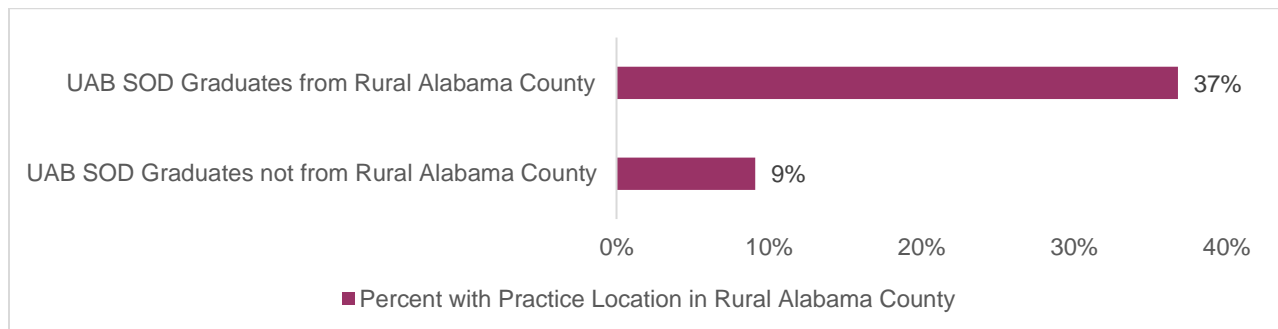 UAB SOD Graduates from Rural Alabama County
37%
UAB SOD Graduates not from Rural Alabama County
9%
0% 10% 20% 30% 40%
Percent with Practice Location in Rural Alabama County